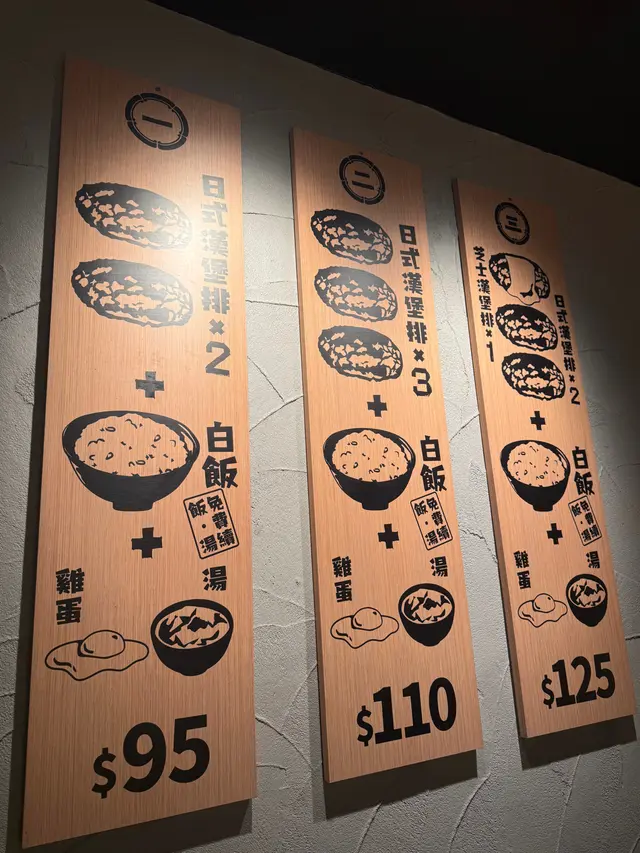 一
日式漢堡排×2
+
白飯
免費續
飯·湯
+
雞蛋
湯
$95
二
日式漢堡排×3
+
白飯
免費續
飯·湯
+
雞蛋
湯
$110
三
芝士漢堡排×1
日式漢堡排×2
+
白飯
免費續
飯·湯
+
雞蛋
湯
$125